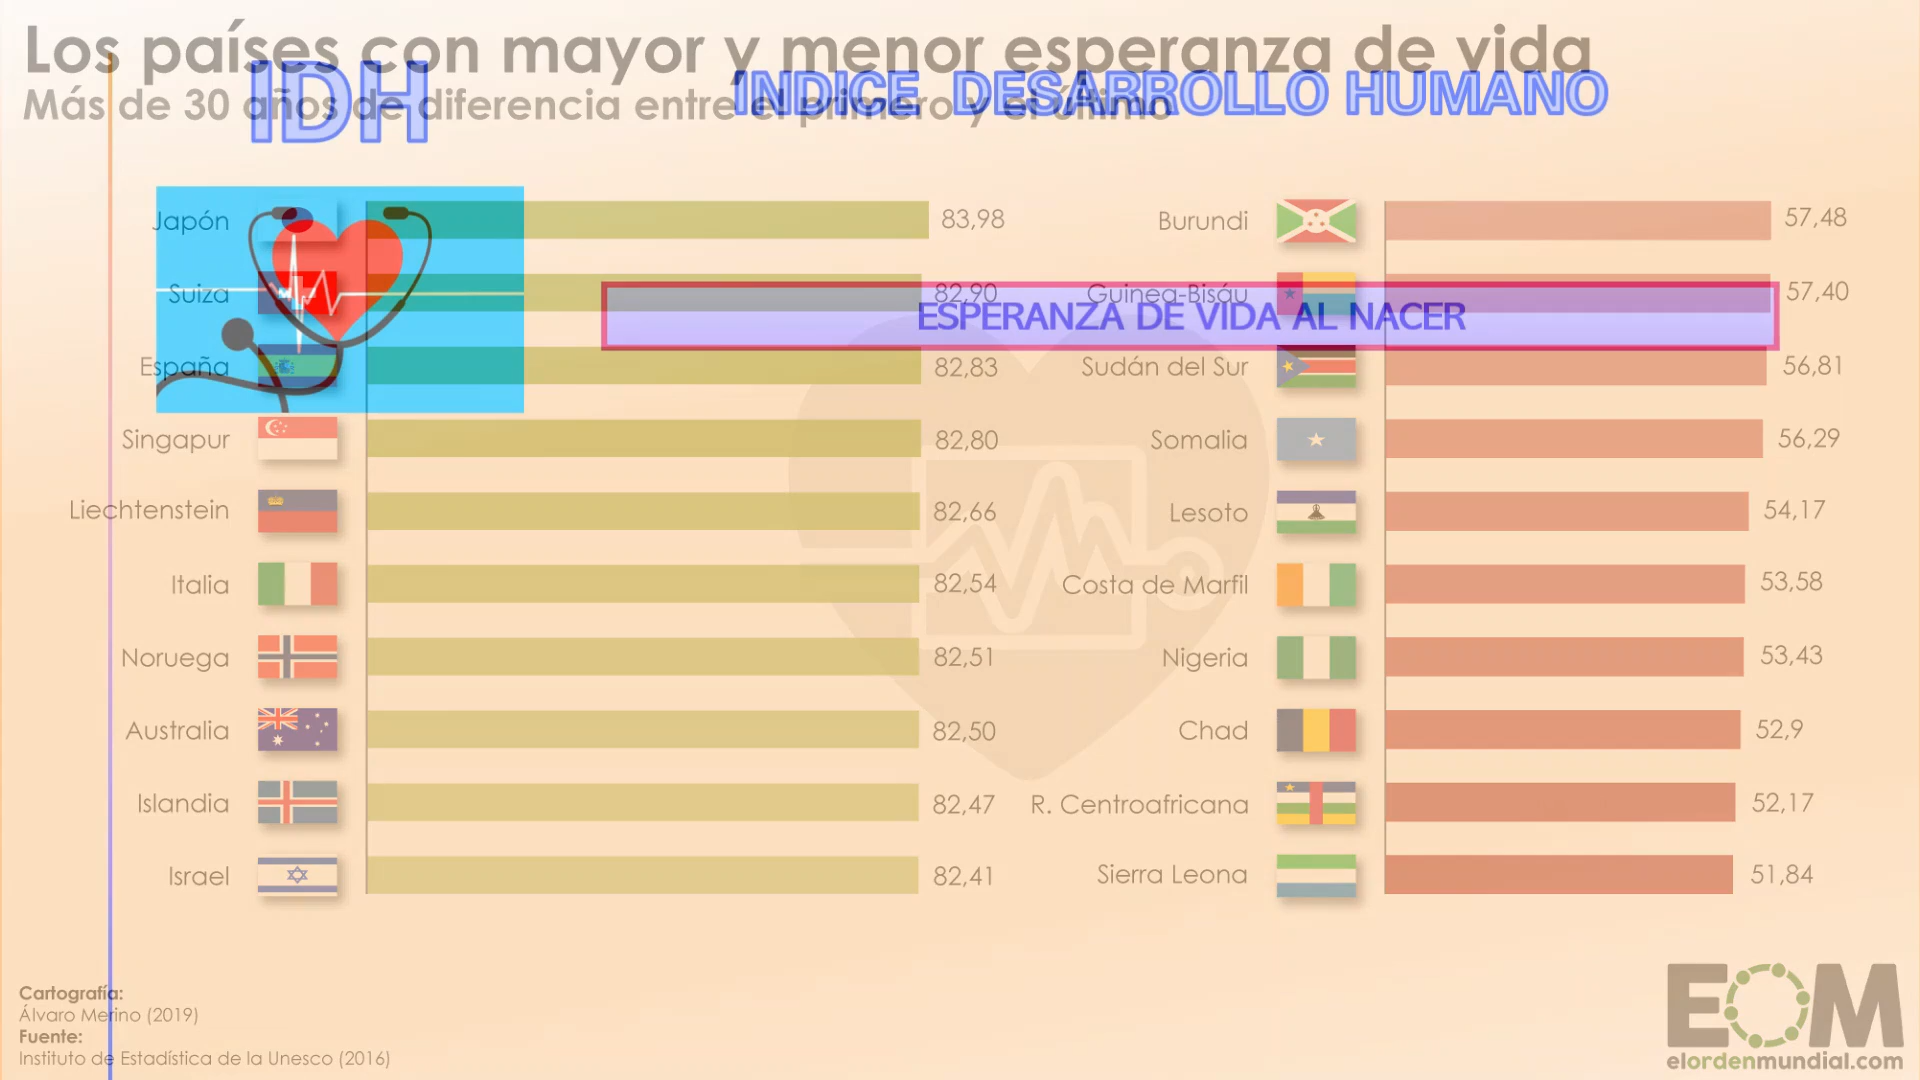 Los países con mayor y menor esperanza de vida
Más de 30 años de diferencia entre el primero y el último
IDH
ÍNDICE DESARROLLO HUMANO
ESPERANZA DE VIDA AL NACER
Japón 83,98
Suiza 82,90
España 82,83
Singapur 82,80
Liechtenstein 82,66
Italia 82,54
Noruega 82,51
Australia 82,50
Islandia 82,47
Israel 82,41
Burundi 57,48
Guinea-Bisáu 57,40
Sudán del Sur 56,81
Somalia 56,29
Lesoto 54,17
Costa de Marfil 53,58
Nigeria 53,43
Chad 52,9
R. Centroafricana 52,17
Sierra Leona 51,84
Cartografía:
Álvaro Merino (2019)
Fuente:
Instituto de Estadística de la Unesco (2016)
EOM
elordenmundial.com